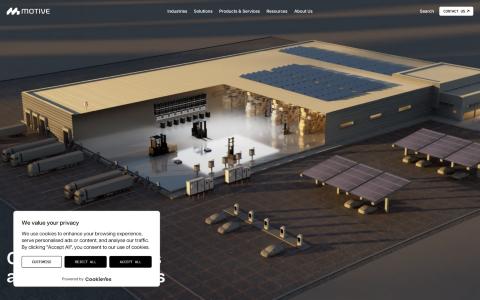 MOTIVE
Industries
Solutions
Products & Services
Resources
About Us
Search
CONTACT US ↗
We value your privacy
We use cookies to enhance your browsing experience,
serve personalised ads or content, and analyse our traffic.
By clicking "Accept All", you consent to our use of cookies.
CUSTOMISE
REJECT ALL
ACCEPT ALL
Powered by CookieYes